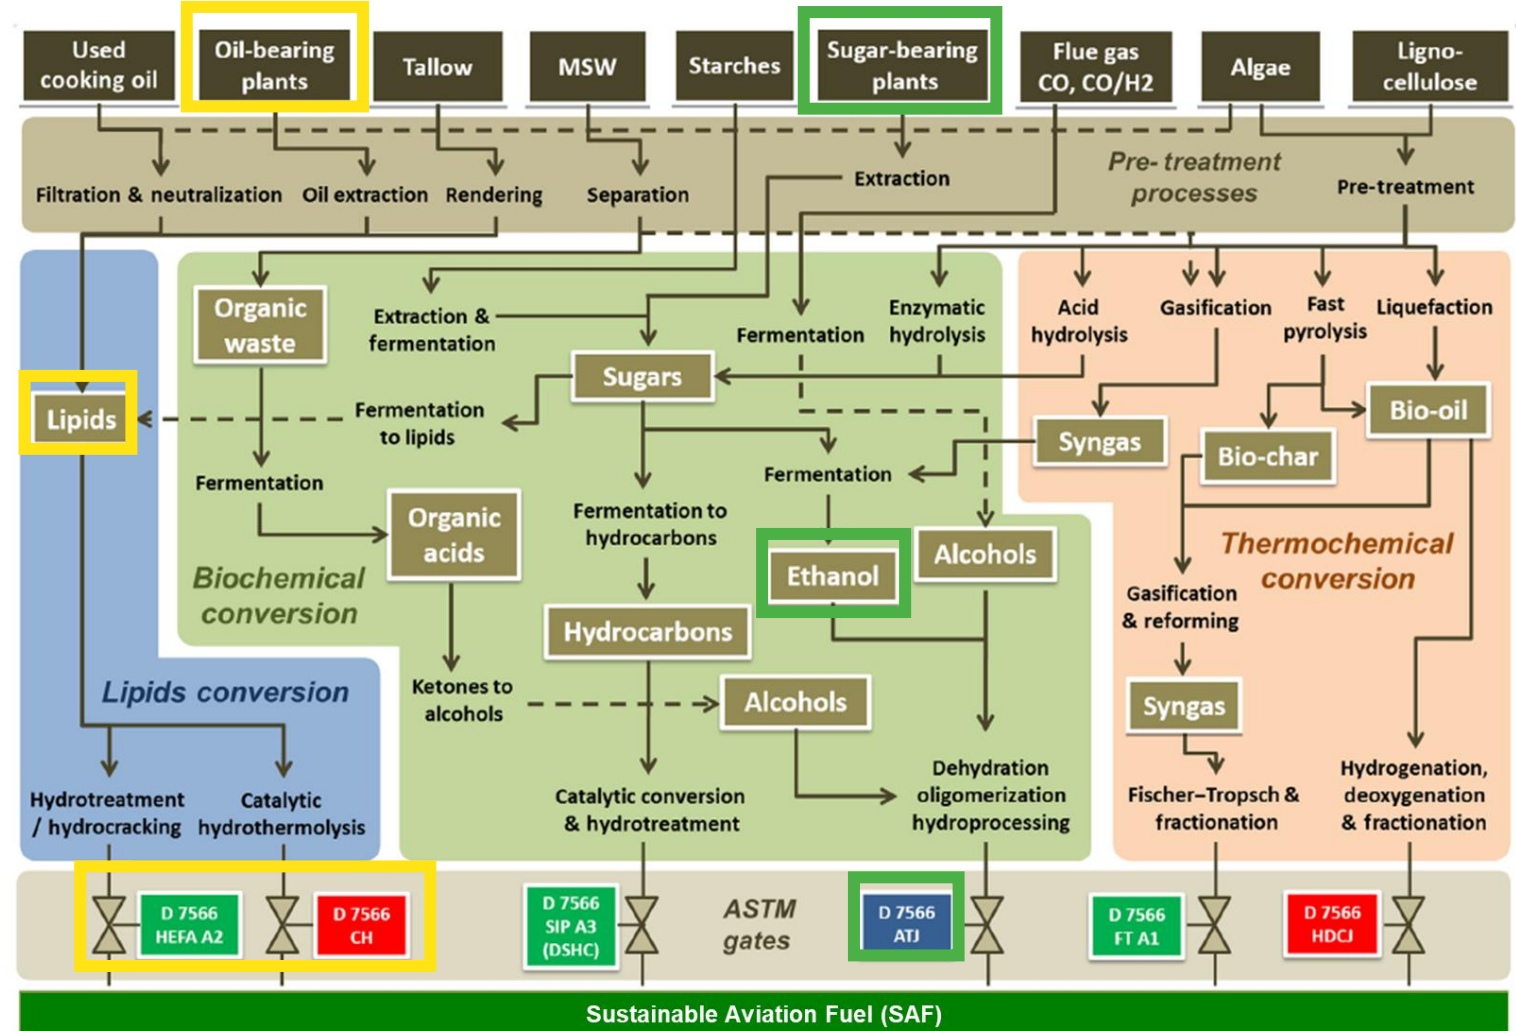 Used
cooking oil
Oil-bearing
plants
Tallow
MSW
Starches
Sugar-bearing
plants
Flue gas
CO, CO/H2
Algae
Ligno-
cellulose
Pre- treatment
processes
Filtration & neutralization
Oil extraction
Rendering
Separation
Extraction
Pre-treatment
Organic
waste
Extraction &
fermentation
Fermentation
Enzymatic
hydrolysis
Acid
hydrolysis
Gasification
Fast
pyrolysis
Liquefaction
Sugars
Lipids
Fermentation
to lipids
Syngas
Bio-char
Bio-oil
Fermentation
Fermentation
Organic
acids
Fermentation to
hydrocarbons
Ethanol
Alcohols
Biochemical
conversion
Thermochemical
conversion
Gasification
& reforming
Hydrocarbons
Lipids conversion
Ketones to
alcohols
Alcohols
Syngas
Hydrotreatment
/ hydrocracking
Catalytic
hydrothermolysis
Catalytic conversion
& hydrotreatment
Dehydration
oligomerization
hydroprocessing
Fischer–Tropsch &
fractionation
Hydrogenation,
deoxygenation
& fractionation
D 7566
HEFA A2
D 7566
CH
D 7566
SIP A3
(DSHC)
ASTM
gates
D 7566
ATJ
D 7566
FT A1
D 7566
HDCJ
Sustainable Aviation Fuel (SAF)